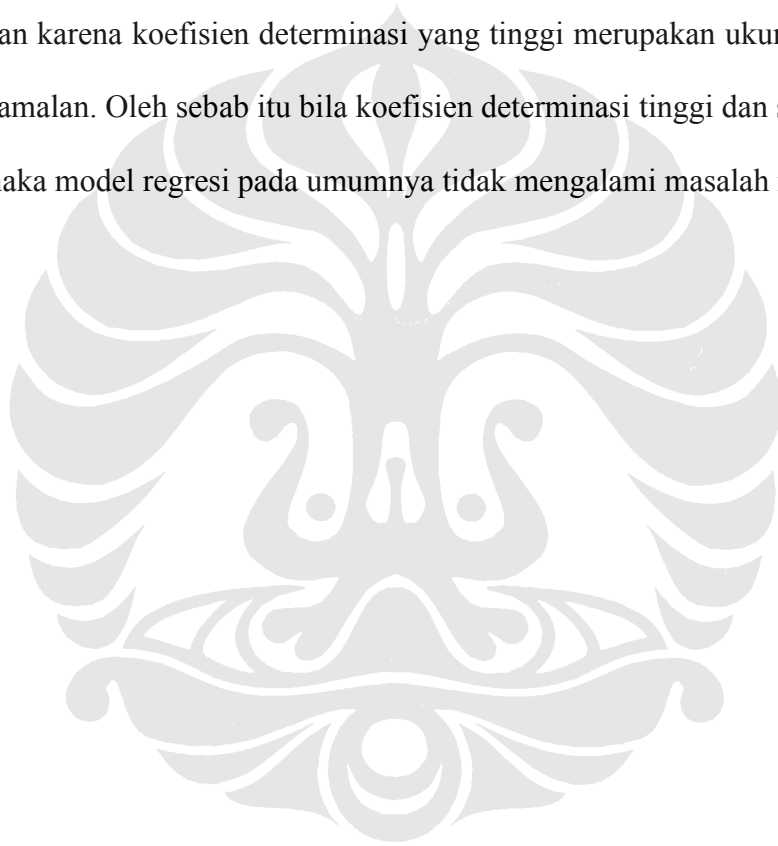 an karena koefisien determinasi yang tinggi merupakan ukur
amalan. Oleh sebab itu bila koefisien determinasi tinggi dan s
naka model regresi pada umumnya tidak mengalami masalah